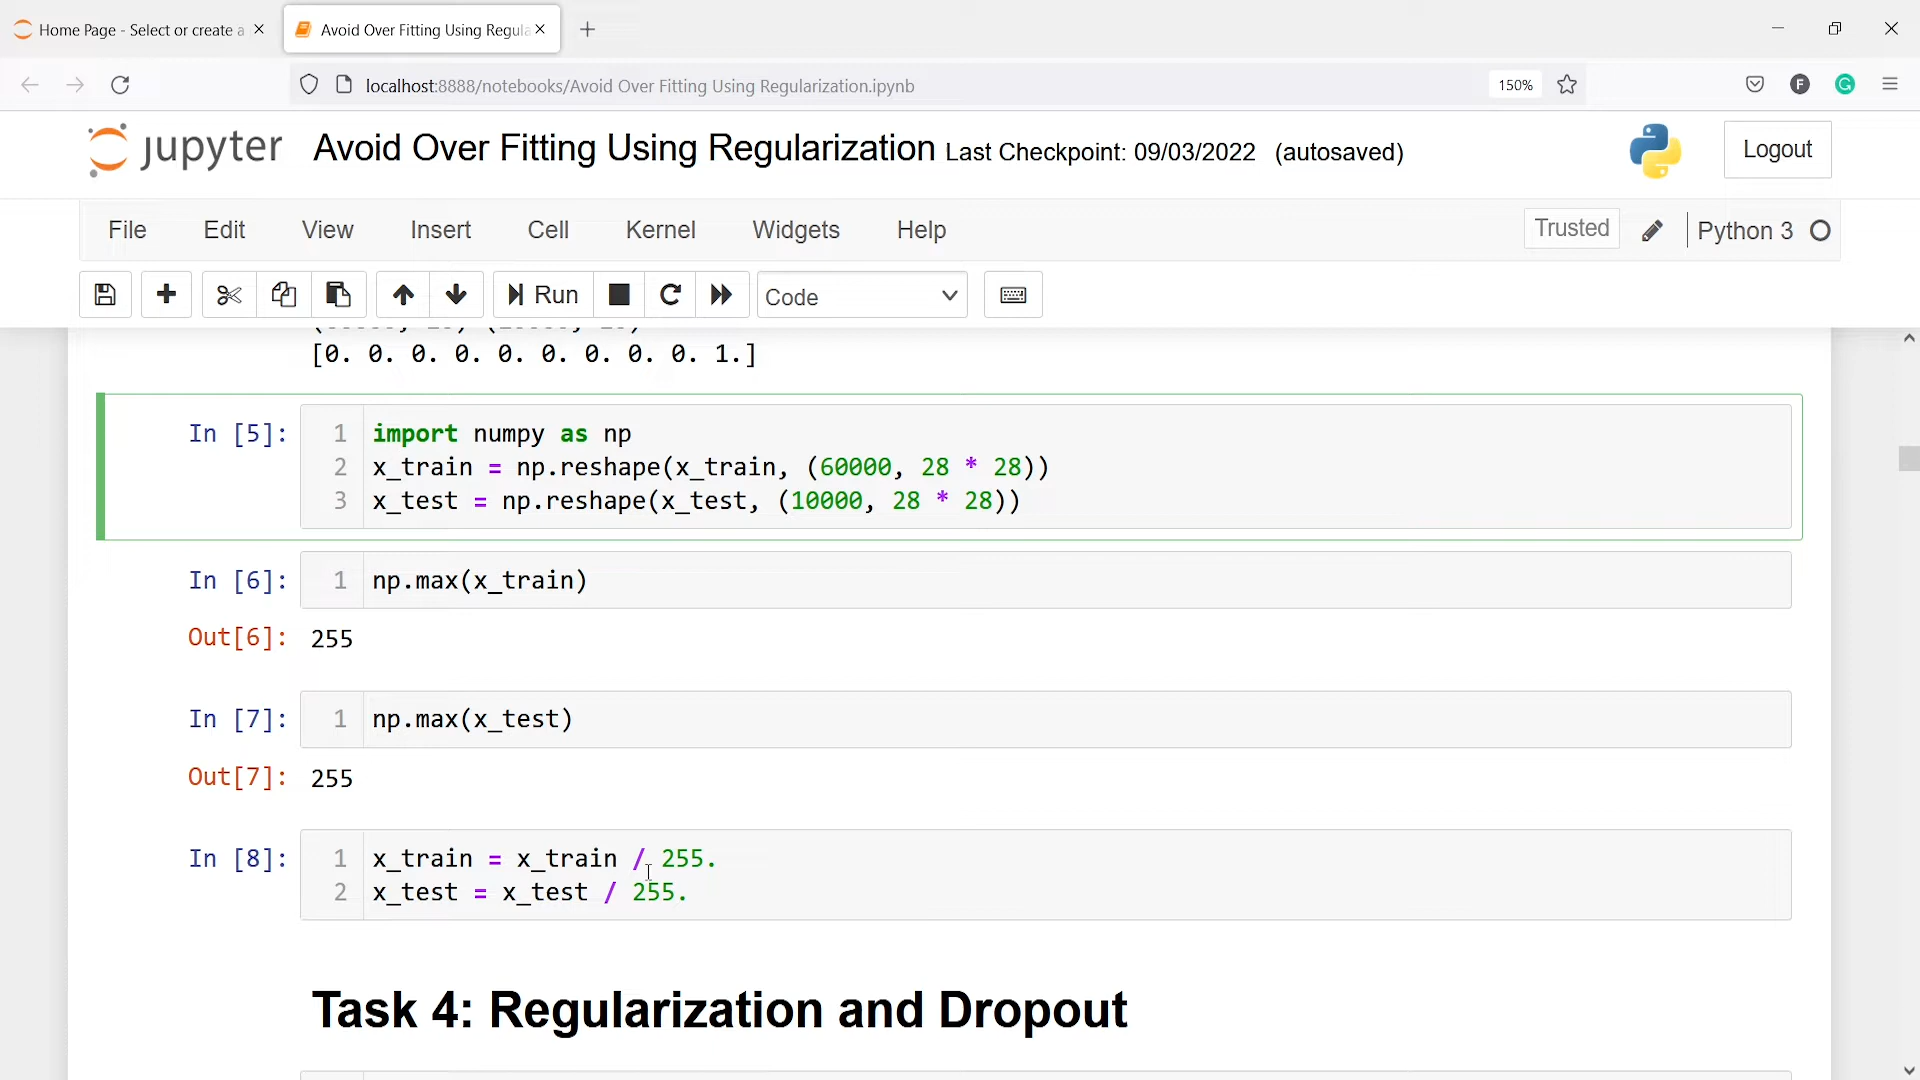 Home Page - Select or create a
Avoid Over Fitting Using Regula
localhost:8888/notebooks/Avoid Over Fitting Using Regularization.ipynb
150%
F
G
jupyter
Avoid Over Fitting Using Regularization Last Checkpoint: 09/03/2022 (autosaved)
Logout
File Edit View Insert Cell Kernel Widgets Help
Trusted
Python 3
Run
Code
[0. 0. 0. 0. 0. 0. 0. 0. 0. 1.]
In [5]: 1 import numpy as np
2 x_train = np.reshape(x_train, (60000, 28 * 28))
3 x_test = np.reshape(x_test, (10000, 28 * 28))
In [6]: 1 np.max(x_train)
Out[6]: 255
In [7]: 1 np.max(x_test)
Out[7]: 255
In [8]: 1 x_train = x_train / 255.
2 x_test = x_test / 255.
Task 4: Regularization and Dropout